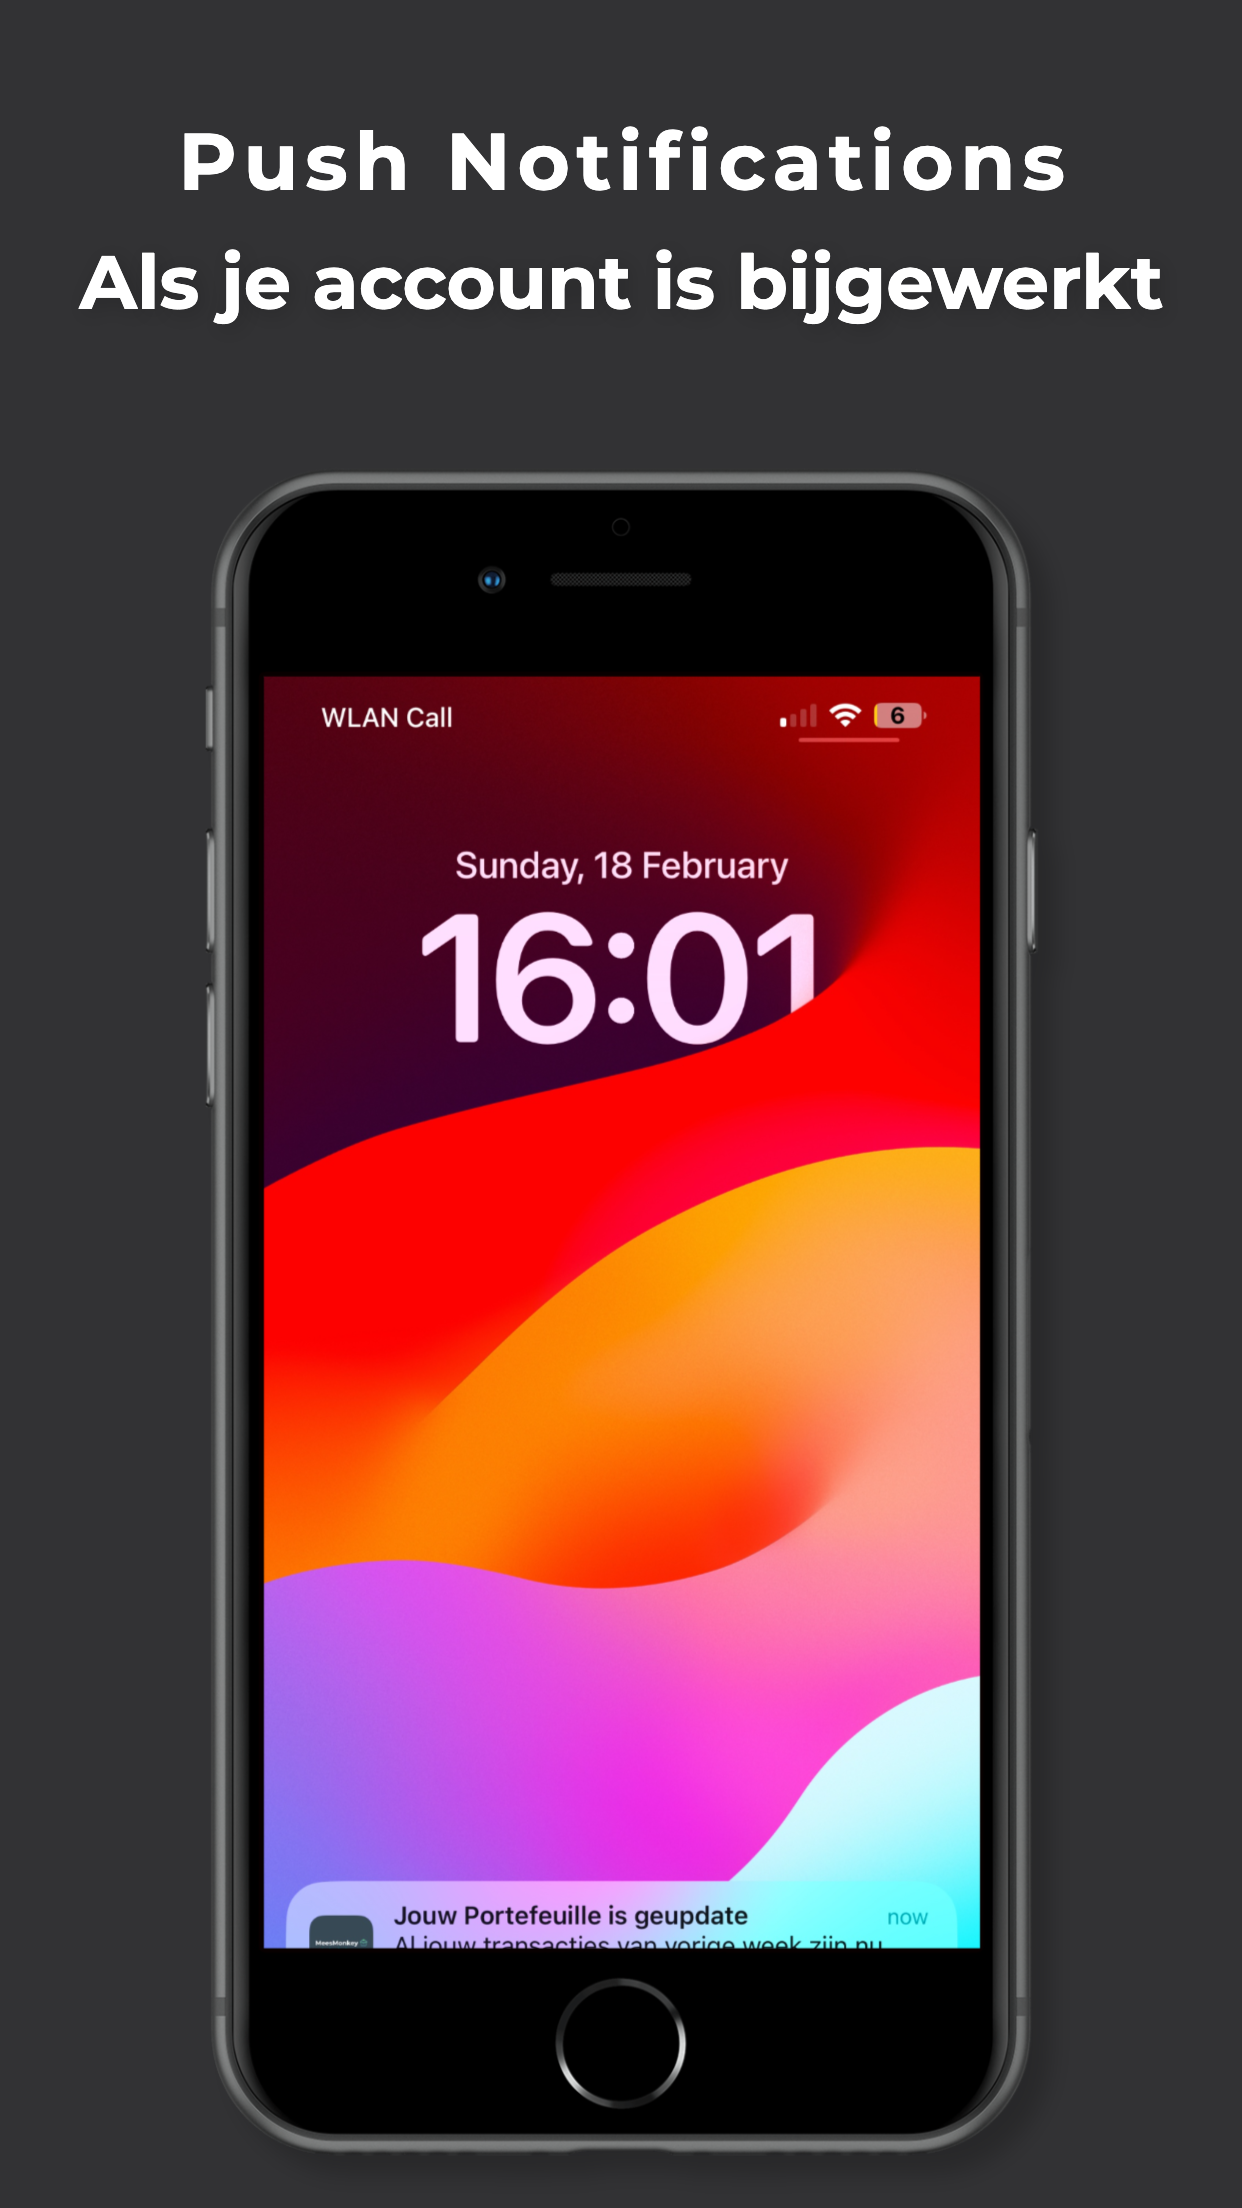 Push Notifications
Als je account is bijgewerkt
WLAN Call
6
Sunday, 18 February
16:01
Jouw Portefeuille is geupdate
now
Al jouw transacties van vorige week zijn nu
MeesMonkey